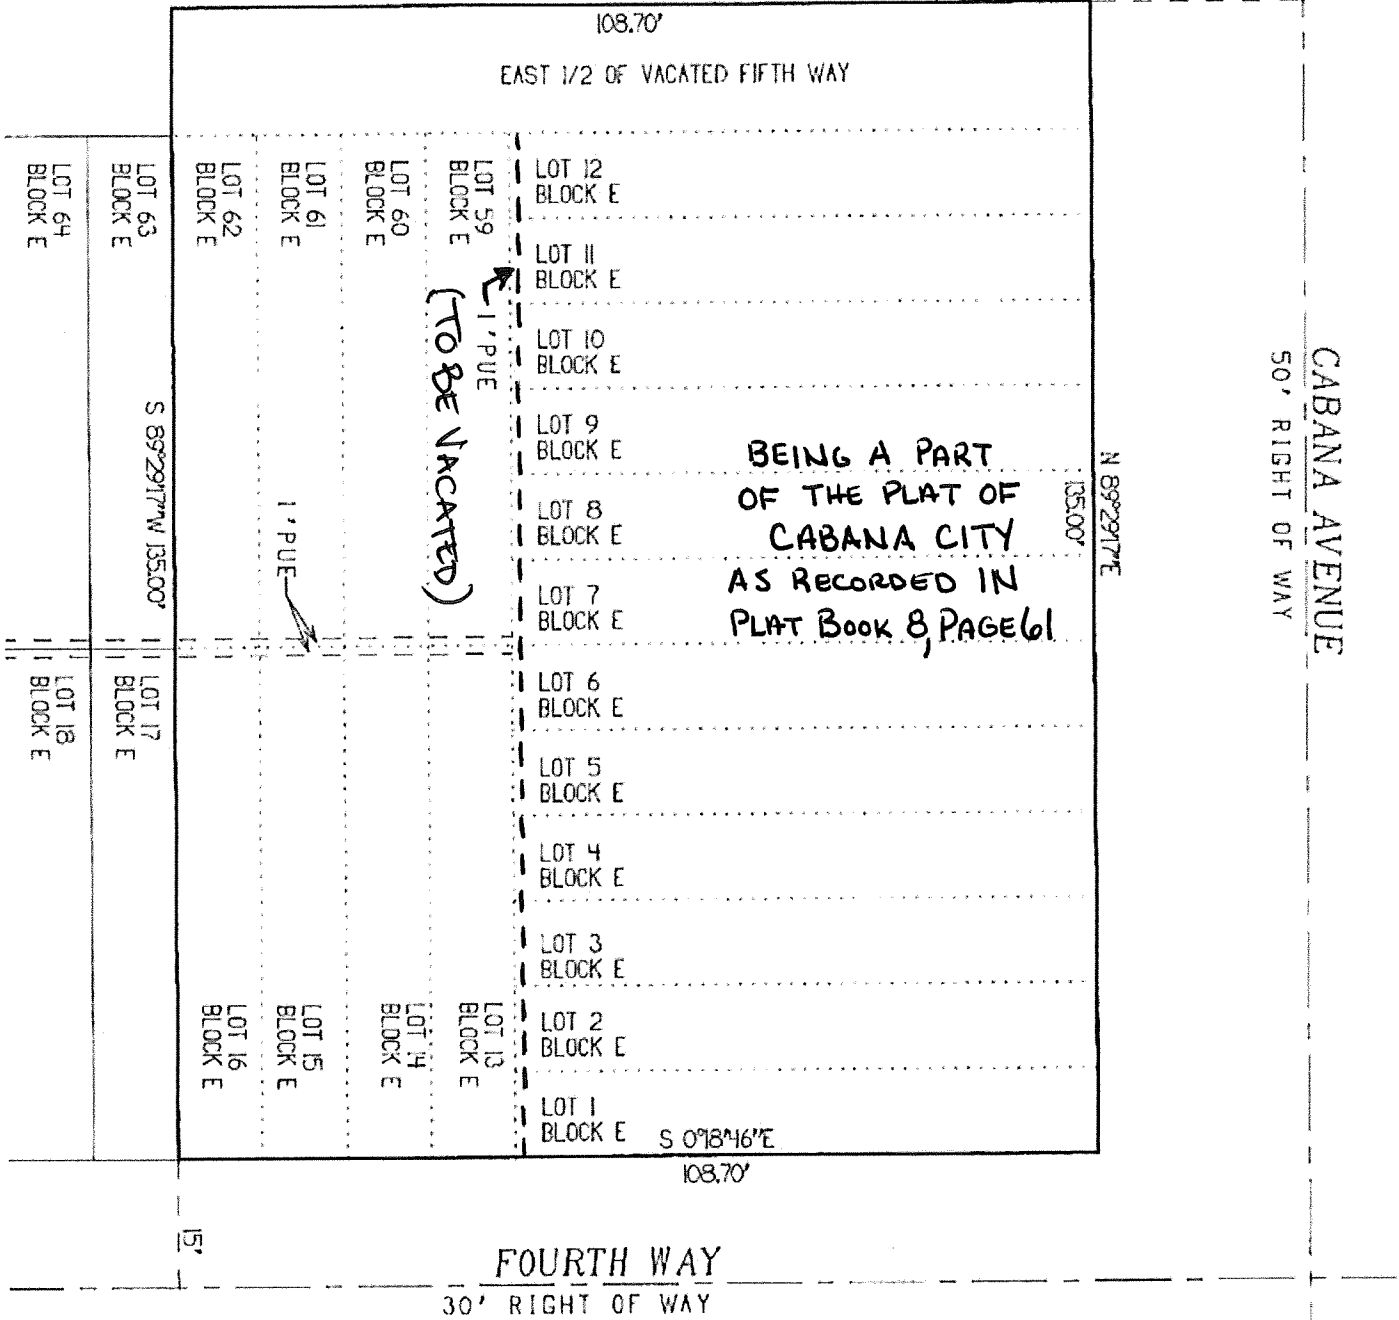 108.70'
EAST 1/2 OF VACATED FIFTH WAY
LOT 64
BLOCK E
LOT 63
BLOCK E
LOT 62
BLOCK E
LOT 61
BLOCK E
LOT 60
BLOCK E
LOT 59
BLOCK E
LOT 12
BLOCK E
LOT 11
BLOCK E
LOT 10
BLOCK E
LOT 9
BLOCK E
LOT 8
BLOCK E
LOT 7
BLOCK E
LOT 6
BLOCK E
LOT 5
BLOCK E
LOT 4
BLOCK E
LOT 3
BLOCK E
LOT 2
BLOCK E
LOT 1
BLOCK E
1' PUE
(TO BE VACATED)
1' PUE
S 89°29'17"W 135.00'
BEING A PART
OF THE PLAT OF
CABANA CITY
AS RECORDED IN
PLAT BOOK 8, PAGE 61
N 89°29'17"E
135.00'
CABANA AVENUE
50' RIGHT OF WAY
LOT 18
BLOCK E
LOT 17
BLOCK E
LOT 16
BLOCK E
LOT 15
BLOCK E
LOT 14
BLOCK E
LOT 13
BLOCK E
S 0°18'46"E
108.70'
15'
FOURTH WAY
30' RIGHT OF WAY